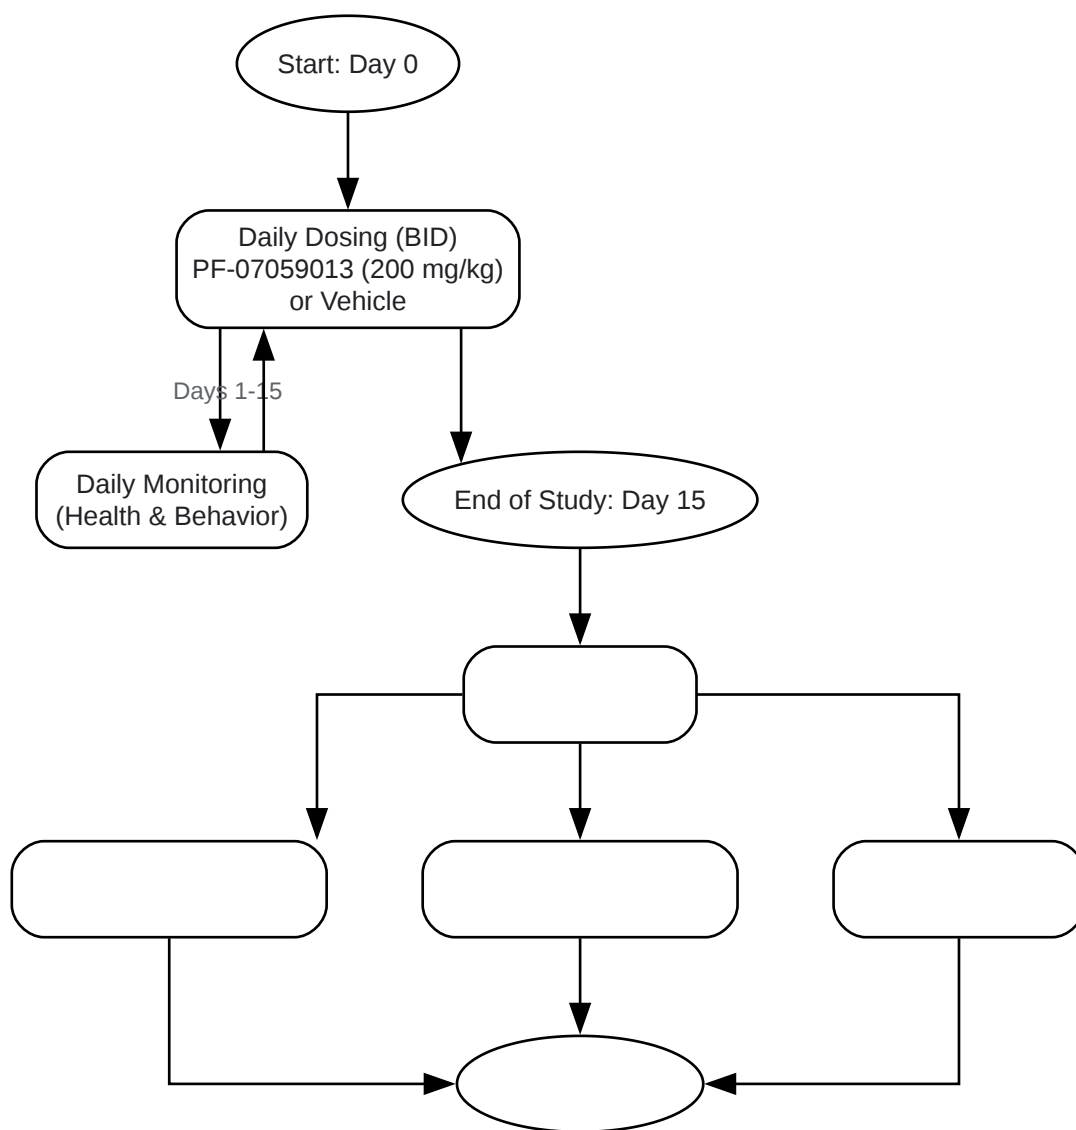 Start: Day 0
Daily Dosing (BID)
PF-07059013 (200 mg/kg)
or Vehicle
Days 1-15
Daily Monitoring
(Health & Behavior)
End of Study: Day 15